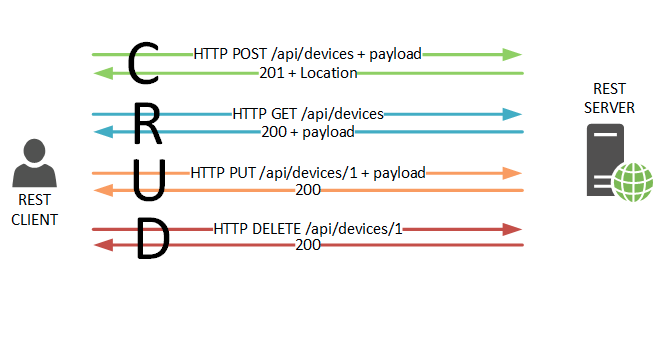 HTTP POST /api/devices + payload
C
201 + Location
HTTP GET /api/devices
R
200 + payload
HTTP PUT /api/devices/1 + payload
U
200
HTTP DELETE /api/devices/1
D
200
REST
CLIENT
REST
SERVER